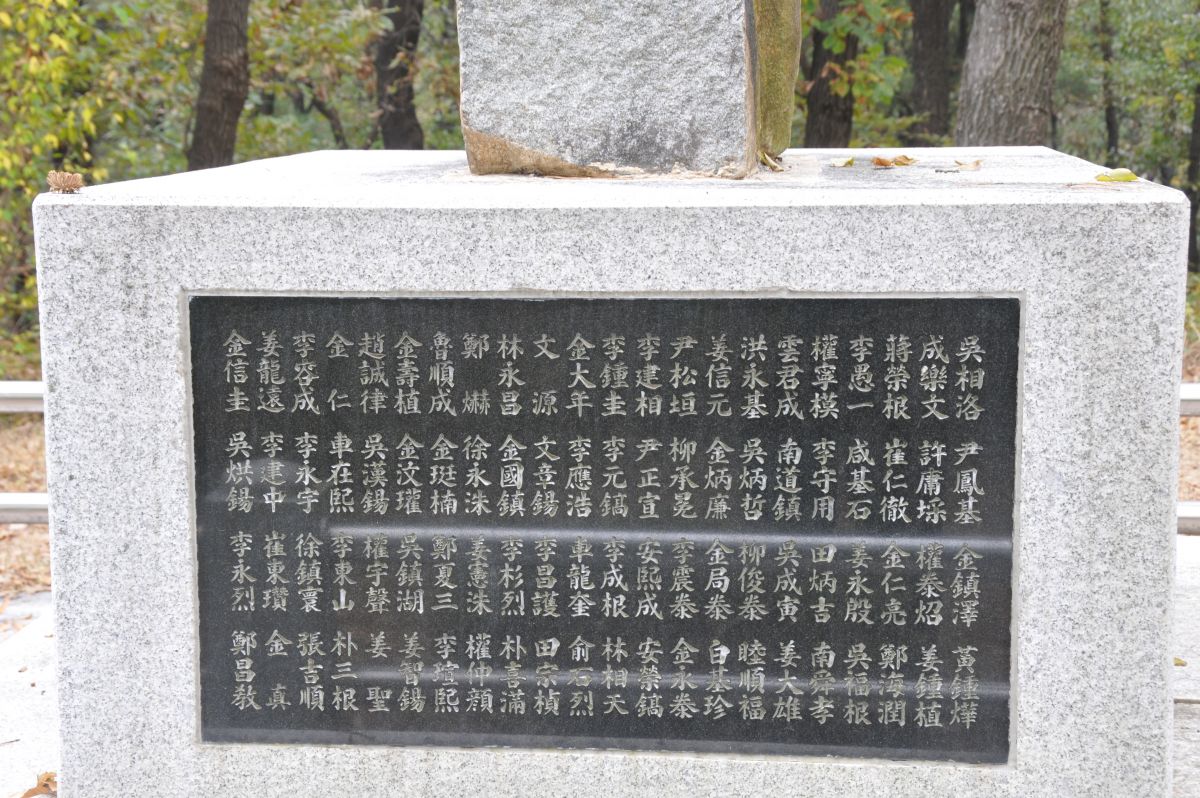 吳相洛 尹鳳基 金鎮澤 黃鍾燁
成樂文 許庸埰 權泰炤 姜鍾植
蔣榮根 崔仁徹 金仁亮 鄭海潤
李愚一 咸基石 姜永殷 吳福根
權寧模 李守用 田炳吉 南舜孝
雲君成 南道鎮 吳成寅 姜大雄
洪永基 吳炳哲 柳俊泰 睦順福
姜信元 金炳廉 金局泰 白基珍
尹松垣 柳承冕 李震泰 金永泰
李建相 尹正宣 安熙成 安榮鎬
李鍾圭 李元鎬 李成根 林相天
金大年 李應浩 車龍奎 俞石烈
文 源 文章錫 李昌護 田宗楨
林永昌 金國鎮 李杉烈 朴喜滿
鄭 爀 徐永洙 姜憲洙 權仲顔
魯順成 金珽楠 鄭夏三 李瑄熙
金壽植 金汶瓘 吳鎮湖 姜智錫
趙誠律 吳漢錫 權宇聲 姜 聖
金 仁 車在熙 李東山 朴三根
李容成 李永宇 徐鎮寰 張吉順
姜龍遠 李建中 崔東瓚 金 真
金信圭 吳烘錫 李永烈 鄭昌敎